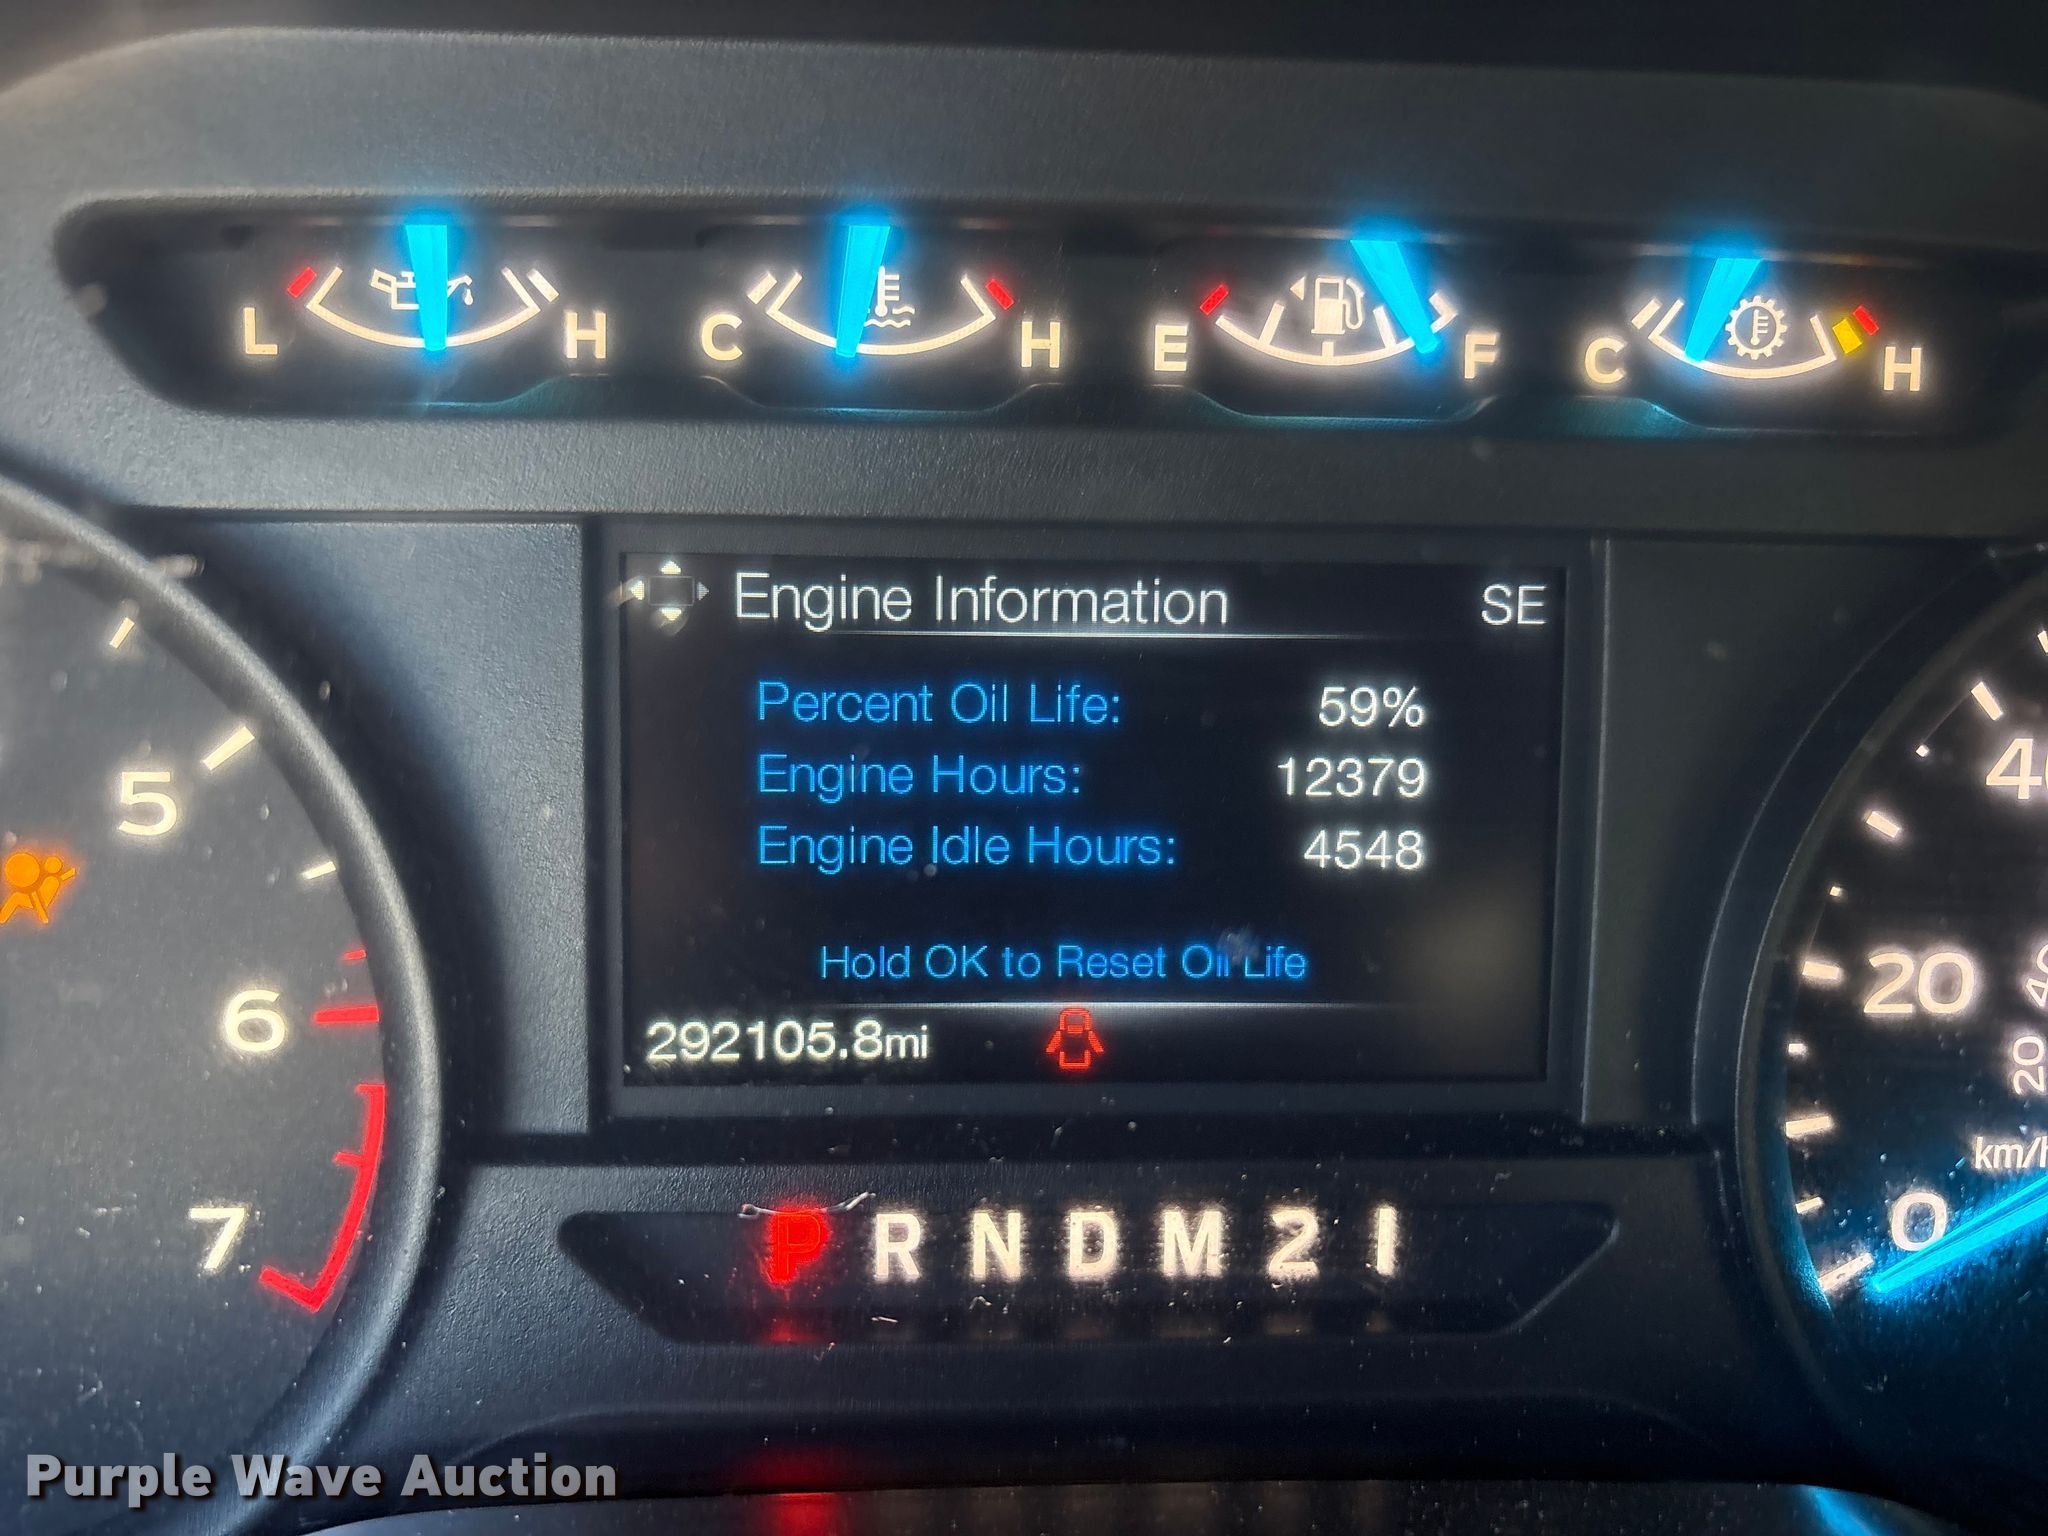 L H C H E F C H
Engine Information SE
Percent Oil Life: 59%
Engine Hours: 12379
Engine Idle Hours: 4548
Hold OK to Reset Oil Life
292105.8mi
5
6
7
20
20
km/h
0
P R N D M 2 1
Purple Wave Auction